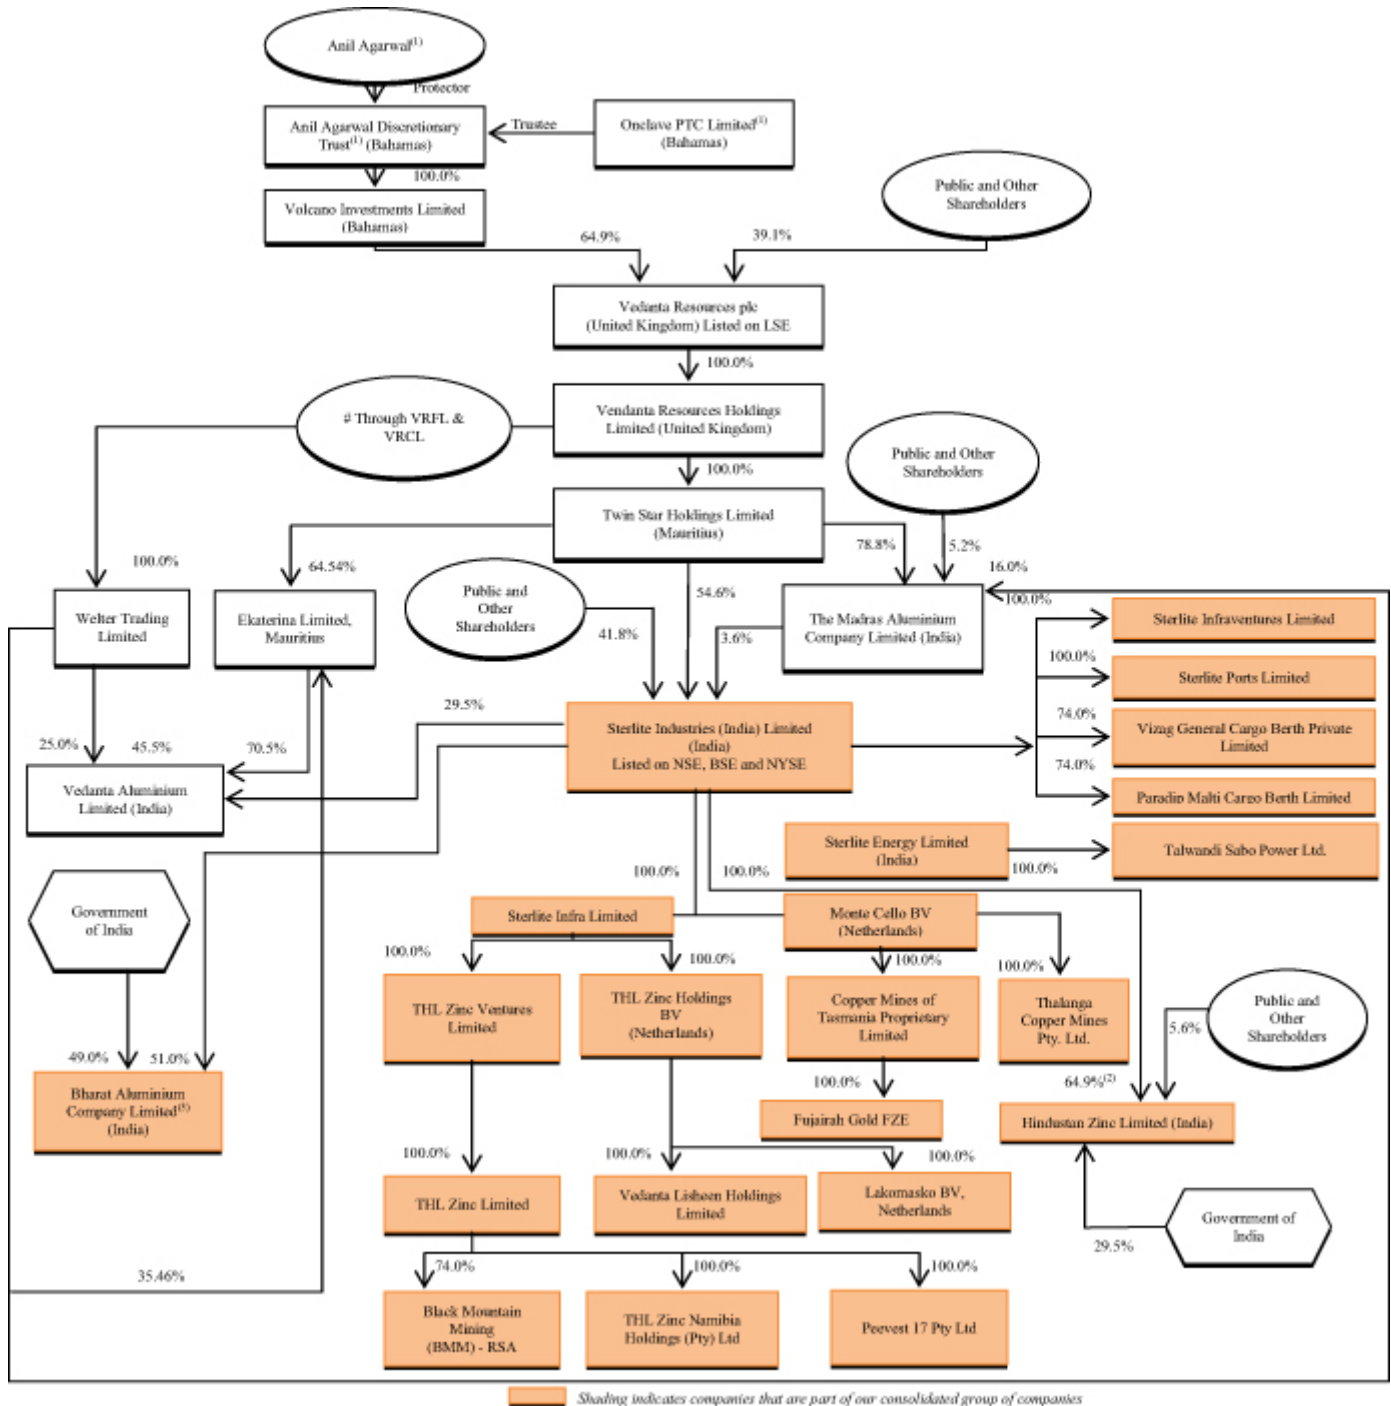 Anil Agarwal(1)
Protector
Anil Agarwal Discretionary
Trust(1) (Bahamas)
Trustee
Onclave PTC Limited(1)
(Bahamas)
100.0%
Volcano Investments Limited
(Bahamas)
Public and Other
Shareholders
64.9%
39.1%
Vedanta Resources plc
(United Kingdom) Listed on LSE
100.0%
# Through VRFL &
VRCL
Vendanta Resources Holdings
Limited (United Kingdom)
Public and Other
Shareholders
100.0%
Twin Star Holdings Limited
(Mauritius)
78.8%
5.2%
16.0%
100.0%
64.54%
Public and
Other
Shareholders
54.6%
100.0%
Welter Trading
Limited
Ekaterina Limited,
Mauritius
41.8%
3.6%
The Madras Aluminium
Company Limited (India)
Sterlite Infraventures Limited
100.0%
Sterlite Ports Limited
29.5%
Sterlite Industries (India) Limited
(India)
Listed on NSE, BSE and NYSE
74.0%
Vizag General Cargo Berth Private
Limited
25.0%
45.5%
70.5%
74.0%
Vedanta Aluminium
Limited (India)
Paradip Malti Cargo Berth Limited
Sterlite Energy Limited
(India)
100.0%
Talwandi Sabo Power Ltd.
100.0%
100.0%
Government
of India
Sterlite Infra Limited
Monte Cello BV
(Netherlands)
100.0%
100.0%
100.0%
100.0%
THL Zinc Ventures
Limited
THL Zinc Holdings
BV
(Netherlands)
Copper Mines of
Tasmania Proprietary
Limited
Thalanga
Copper Mines
Pty. Ltd.
Public and
Other
Shareholders
5.6%
49.0%
51.0%
100.0%
64.9%(2)
Bharat Aluminium
Company Limited(3)
(India)
Fujairah Gold FZE
Hindustan Zinc Limited (India)
100.0%
100.0%
100.0%
THL Zinc Limited
Vedanta Lisheen Holdings
Limited
Lakomasko BV,
Netherlands
Government of
India
29.5%
35.46%
74.0%
100.0%
100.0%
Black Mountain
Mining
(BMM) - RSA
THL Zinc Namibia
Holdings (Pty) Ltd
Peevest 17 Pty Ltd
Shading indicates companies that are part of our consolidated group of companies